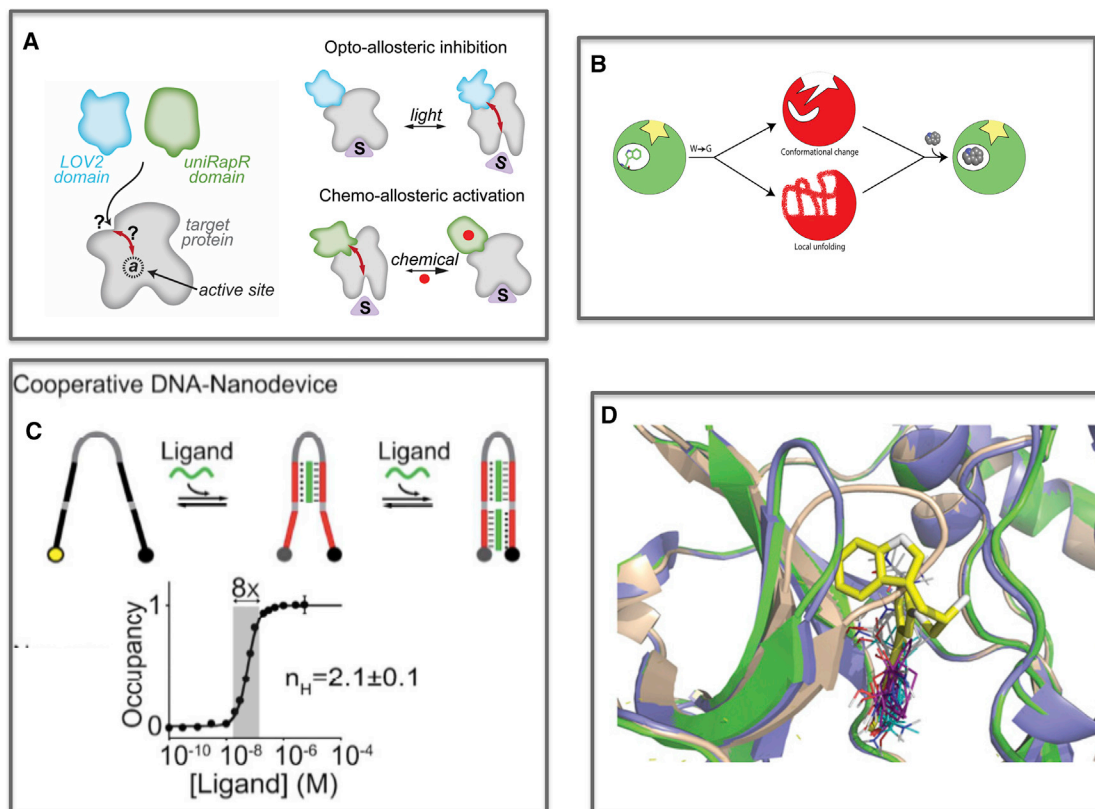 A
Opto-allosteric inhibition
LOV2
domain
uniRapR
domain
light
S
S
?
?
target
protein
a
active site
Chemo-allosteric activation
chemical
S
S
B
W→G
Conformational change
Local unfolding
Cooperative DNA-Nanodevice
C
Ligand
Ligand
8x
1
Occupancy
0
n_H=2.1±0.1
10^-10
10^-8
10^-6
10^-4
[Ligand] (M)
D